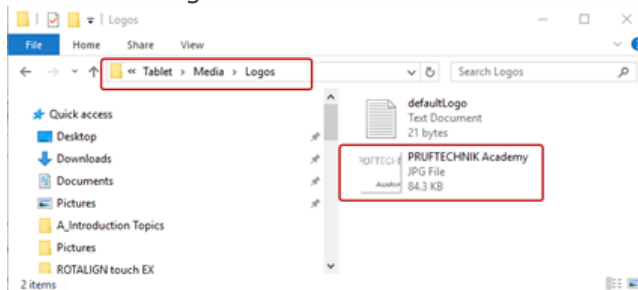 Logos
File Home Share View
« Tablet › Media › Logos
Search Logos
Quick access
Desktop
Downloads
Documents
Pictures
A_Introduction Topics
Pictures
ROTALIGN touch EX
defaultLogo
Text Document
21 bytes
PRUFTECHNIK Academy
JPG File
84.3 KB
2 items